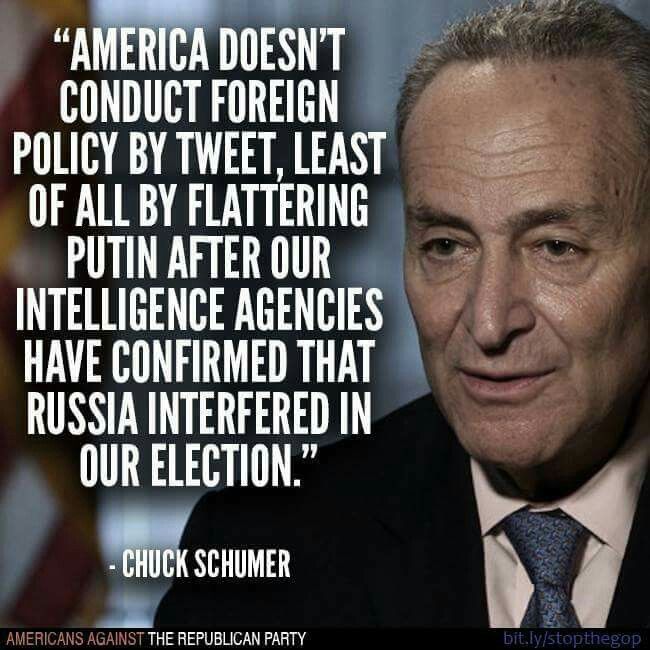 “AMERICA DOESN’T
CONDUCT FOREIGN
POLICY BY TWEET, LEAST
OF ALL BY FLATTERING
PUTIN AFTER OUR
INTELLIGENCE AGENCIES
HAVE CONFIRMED THAT
RUSSIA INTERFERED IN
OUR ELECTION.”
- CHUCK SCHUMER
AMERICANS AGAINST THE REPUBLICAN PARTY
bit.ly/stopthegop